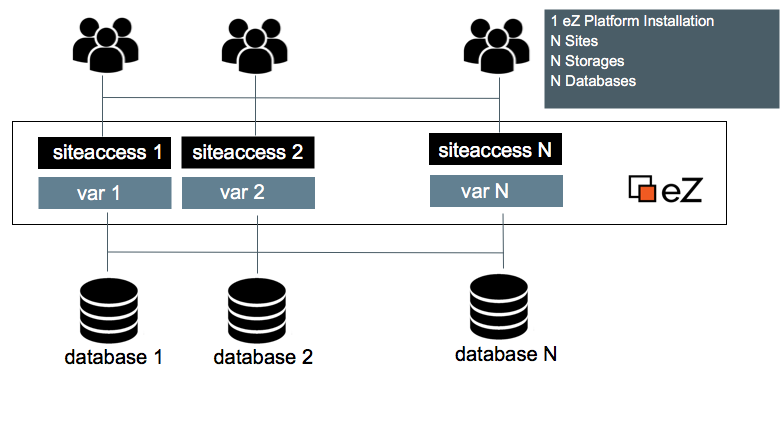 1 eZ Platform Installation
N Sites
N Storages
N Databases
siteaccess 1
siteaccess 2
siteaccess N
var 1
var 2
var N
eZ
database 1
database 2
database N